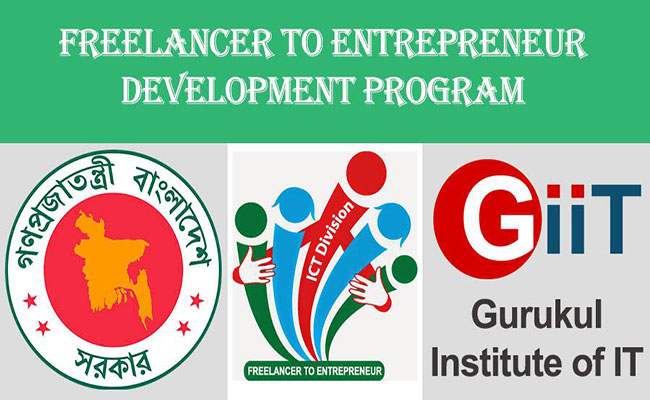 FREELANCER TO ENTREPRENEUR
DEVELOPMENT PROGRAM
গণপ্রজাতন্ত্রী বাংলাদেশ
সরকার
ICT Division
FREELANCER TO ENTREPRENEUR
GiiT
Gurukul
Institute of IT